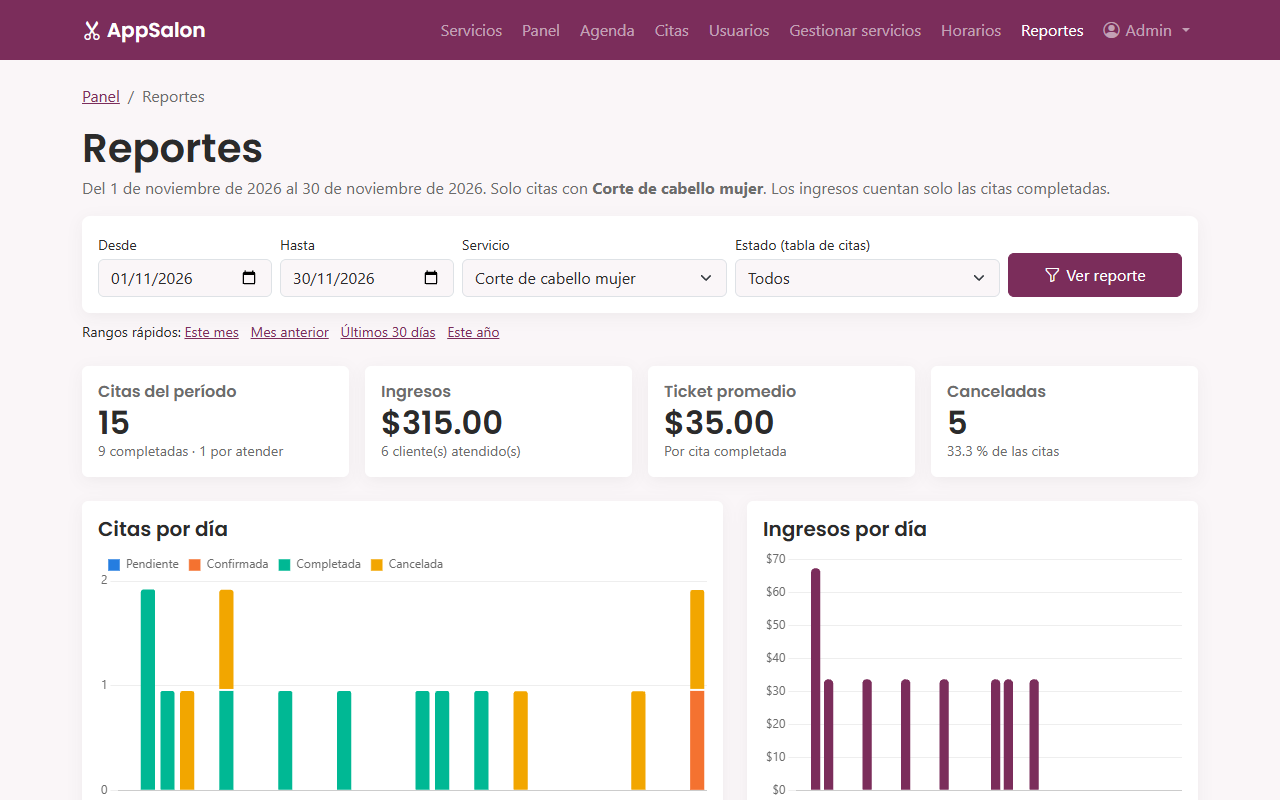 AppSalon
Servicios Panel Agenda Citas Usuarios Gestionar servicios Horarios Reportes Admin
Panel / Reportes
Reportes
Del 1 de noviembre de 2026 al 30 de noviembre de 2026. Solo citas con Corte de cabello mujer. Los ingresos cuentan solo las citas completadas.
Desde Hasta Servicio Estado (tabla de citas)
01/11/2026 30/11/2026 Corte de cabello mujer Todos Ver reporte
Rangos rápidos: Este mes Mes anterior Últimos 30 días Este año
Citas del período
15
9 completadas · 1 por atender
Ingresos
$315.00
6 cliente(s) atendido(s)
Ticket promedio
$35.00
Por cita completada
Canceladas
5
33.3 % de las citas
Citas por día
Pendiente Confirmada Completada Cancelada
2
1
0
Ingresos por día
$70
$60
$50
$40
$30
$20
$10
$0